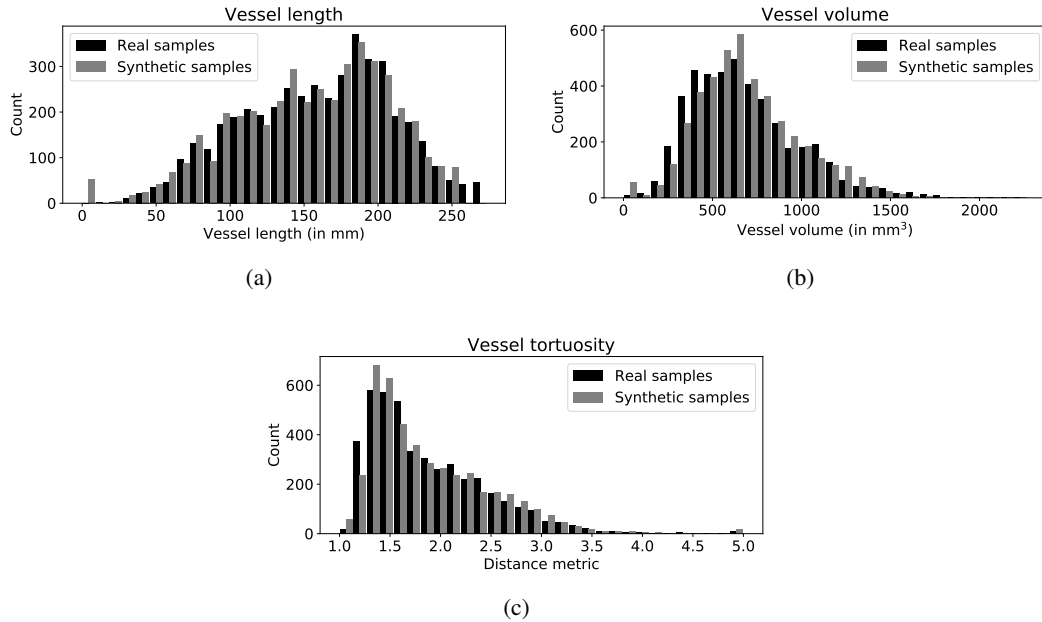 Vessel length
Real samples
Synthetic samples
Count
300
200
100
0
0 50 100 150 200 250
Vessel length (in mm)
(a)
Vessel volume
Real samples
Synthetic samples
Count
600
400
200
0
0 500 1000 1500 2000
Vessel volume (in mm³)
(b)
Vessel tortuosity
Real samples
Synthetic samples
Count
600
400
200
0
1.0 1.5 2.0 2.5 3.0 3.5 4.0 4.5 5.0
Distance metric
(c)